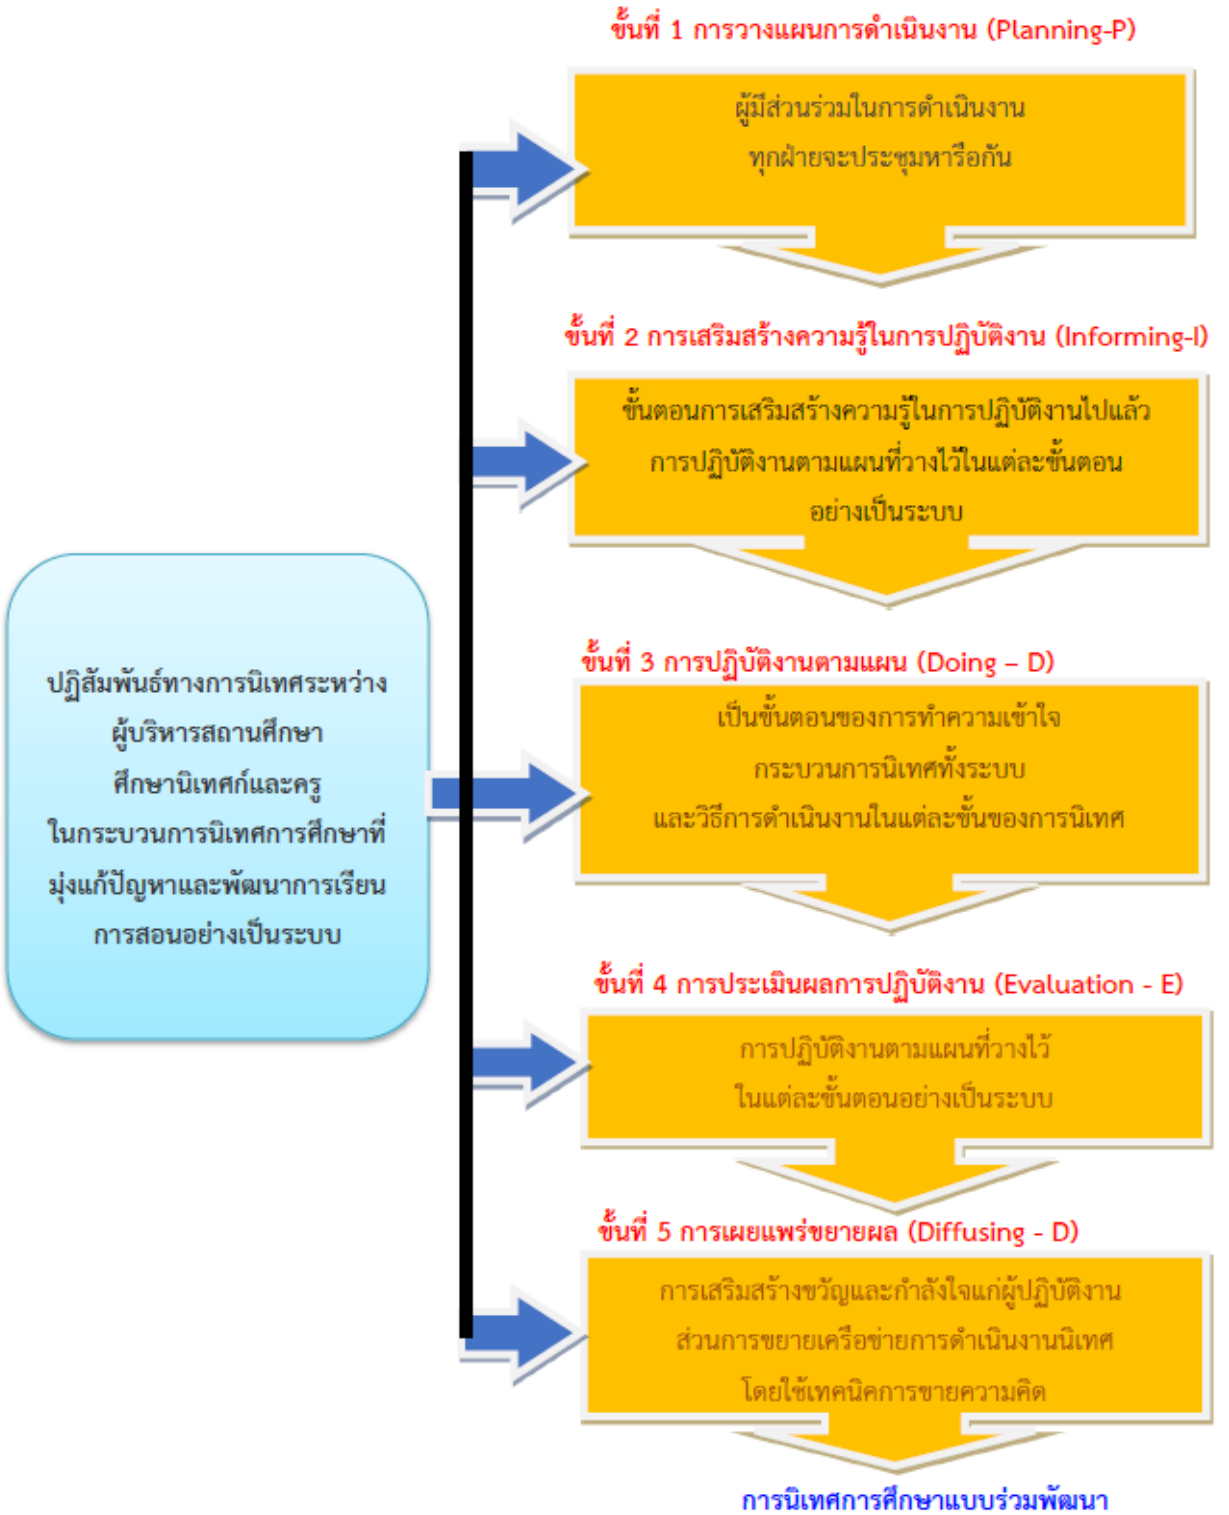 ขั้นที่ 1 การวางแผนการดำเนินงาน (Planning-P)
ผู้มีส่วนร่วมในการดำเนินงาน
ทุกฝ่ายจะประชุมหารือกัน
ขั้นที่ 2 การเสริมสร้างความรู้ในการปฏิบัติงาน (Informing-I)
ขั้นตอนการเสริมสร้างความรู้ในการปฏิบัติงานไปแล้ว
การปฏิบัติงานตามแผนที่วางไว้ในแต่ละขั้นตอน
อย่างเป็นระบบ
ปฏิสัมพันธ์ทางการนิเทศระหว่าง
ผู้บริหารสถานศึกษา
ศึกษานิเทศก์และครู
ในกระบวนการนิเทศการศึกษาที่
มุ่งแก้ปัญหาและพัฒนาการเรียน
การสอนอย่างเป็นระบบ
ขั้นที่ 3 การปฏิบัติงานตามแผน (Doing – D)
เป็นขั้นตอนของการทำความเข้าใจ
กระบวนการนิเทศทั้งระบบ
และวิธีการดำเนินงานในแต่ละขั้นของการนิเทศ
ขั้นที่ 4 การประเมินผลการปฏิบัติงาน (Evaluation - E)
การปฏิบัติงานตามแผนที่วางไว้
ในแต่ละขั้นตอนอย่างเป็นระบบ
ขั้นที่ 5 การเผยแพร่ขยายผล (Diffusing - D)
การเสริมสร้างขวัญและกำลังใจแก่ผู้ปฏิบัติงาน
ส่วนการขยายเครือข่ายการดำเนินงานนิเทศ
โดยใช้เทคนิคการขายความคิด
การนิเทศการศึกษาแบบร่วมพัฒนา